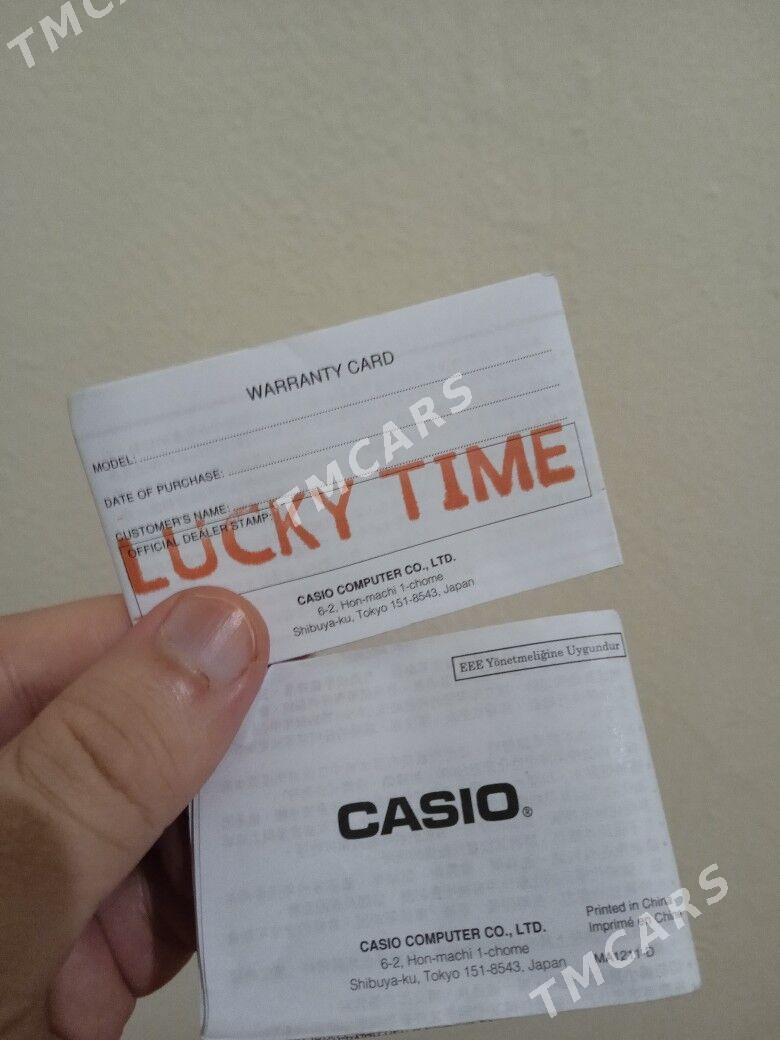 TMCARS
WARRANTY CARD
MODEL:
DATE OF PURCHASE:
CUSTOMER'S NAME:
OFFICIAL DEALER STAMP:
LUCKY TIME
TMCARS
CASIO COMPUTER CO., LTD.
6-2, Hon-machi 1-chome
Shibuya-ku, Tokyo 151-8543, Japan
EEE Yönetmeliğine Uygundur
CASIO®
Printed in China
Imprimé en Chine
MA1211-D
CASIO COMPUTER CO., LTD.
6-2, Hon-machi 1-chome
Shibuya-ku, Tokyo 151-8543, Japan
TMCARS